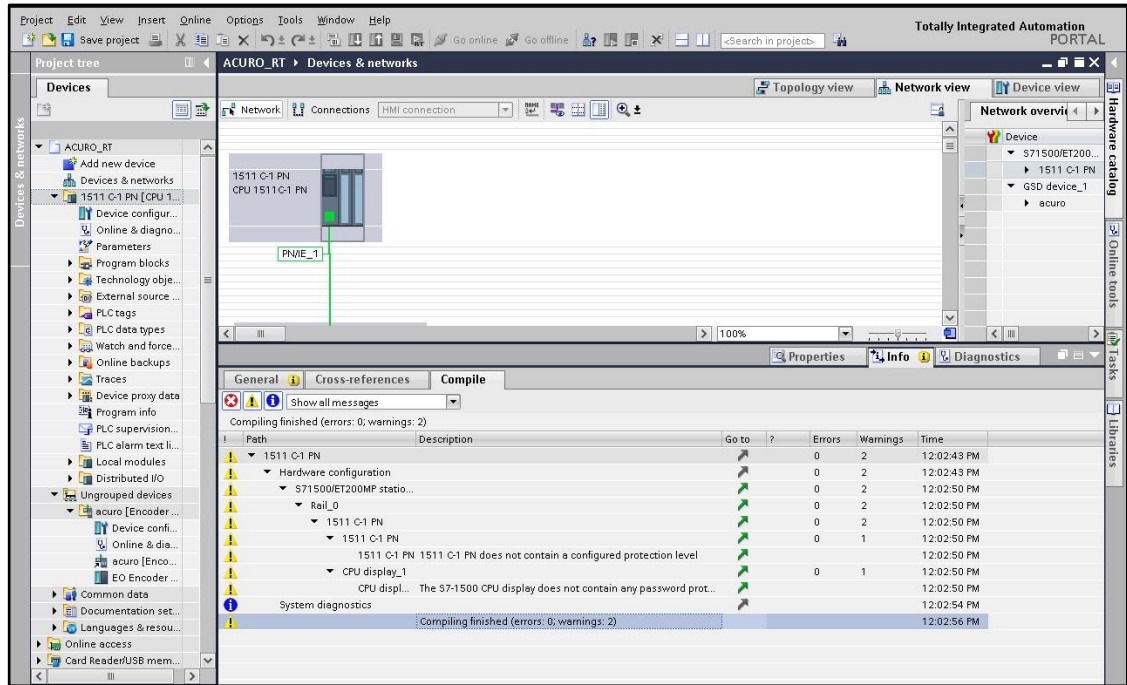 Project Edit View Insert Online Options Tools Window Help
Totally Integrated Automation
PORTAL
Save project Go online Go offline <Search in project>
Project tree
ACURO_RT ▸ Devices & networks
Devices
Topology view Network view Device view
Network Connections HMI connection
Network overvi
Devices & networks
Hardware catalog
Online tools
Tasks
Libraries
ACURO_RT
Add new device
Devices & networks
1511 C-1 PN [CPU 1...
Device configur...
Online & diagno...
Parameters
Program blocks
Technology obje...
External source ...
PLC tags
PLC data types
Watch and force...
Online backups
Traces
Device proxy data
Program info
PLC supervision...
PLC alarm text li...
Local modules
Distributed I/O
Ungrouped devices
acuro [Encoder ...
Device confi...
Online & dia...
acuro [Enco...
EO Encoder ...
Common data
Documentation set...
Languages & resou...
Online access
Card Reader/USB mem...
1511 C-1 PN
CPU 1511 C-1 PN
PN/IE_1
Device
S71500/ET200...
1511 C-1 PN
GSD device_1
acuro
100%
Properties Info Diagnostics
General Cross-references Compile
Show all messages
Compiling finished (errors: 0; warnings: 2)
! Path Description Go to ? Errors Warnings Time
1511 C-1 PN 0 2 12:02:43 PM
Hardware configuration 0 2 12:02:43 PM
S71500/ET200MP statio... 0 2 12:02:50 PM
Rail_0 0 2 12:02:50 PM
1511 C-1 PN 0 2 12:02:50 PM
1511 C-1 PN 0 1 12:02:50 PM
1511 C-1 PN 1511 C-1 PN does not contain a configured protection level 12:02:50 PM
CPU display_1 0 1 12:02:50 PM
CPU displ... The S7-1500 CPU display does not contain any password prot... 12:02:50 PM
System diagnostics 12:02:54 PM
Compiling finished (errors: 0; warnings: 2) 12:02:56 PM